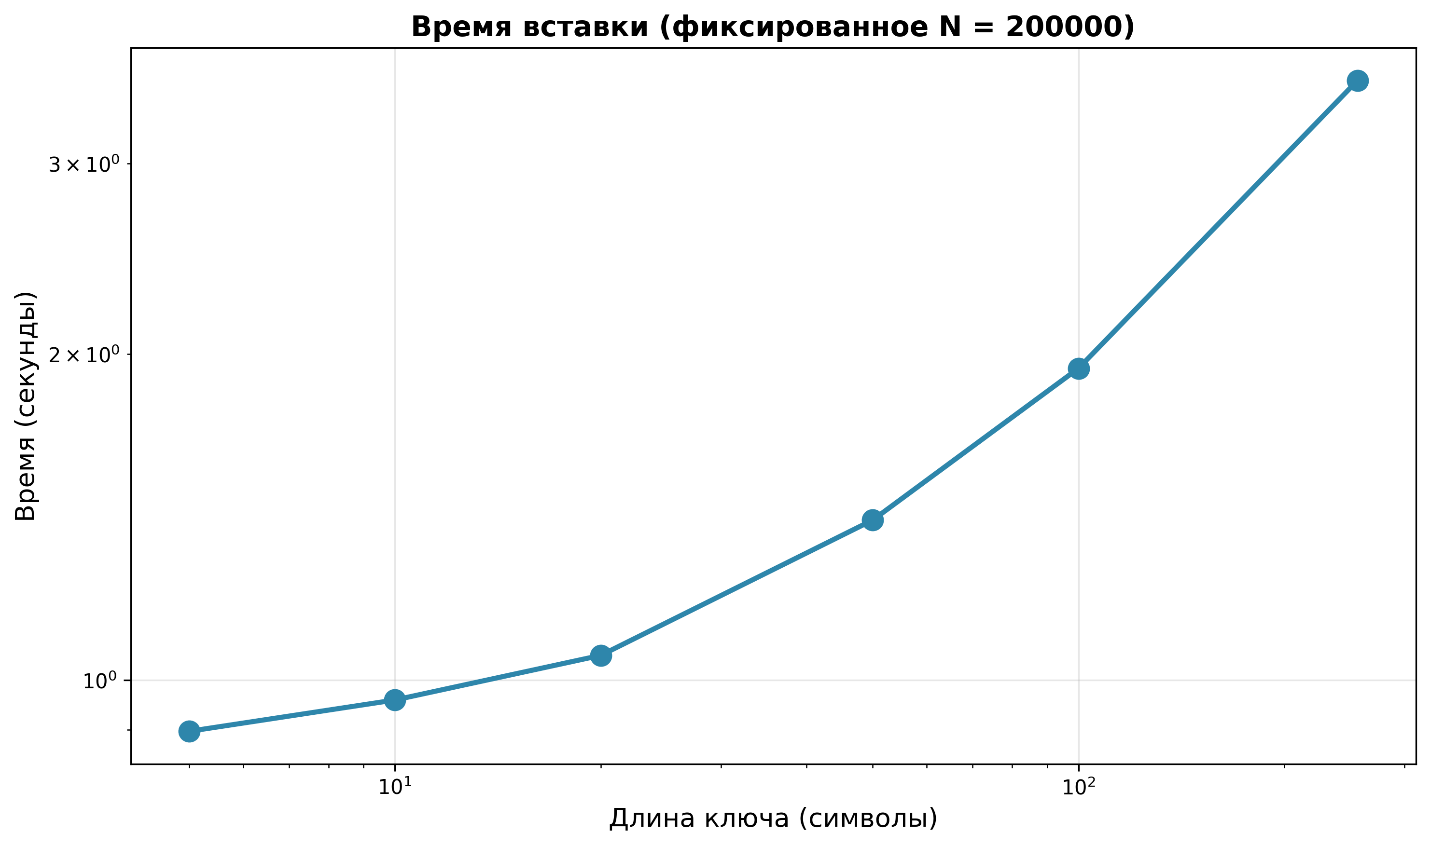 Время вставки (фиксированное N = 200000)
Время (секунды)
3 × 10⁰
2 × 10⁰
10⁰
10¹
10²
Длина ключа (символы)